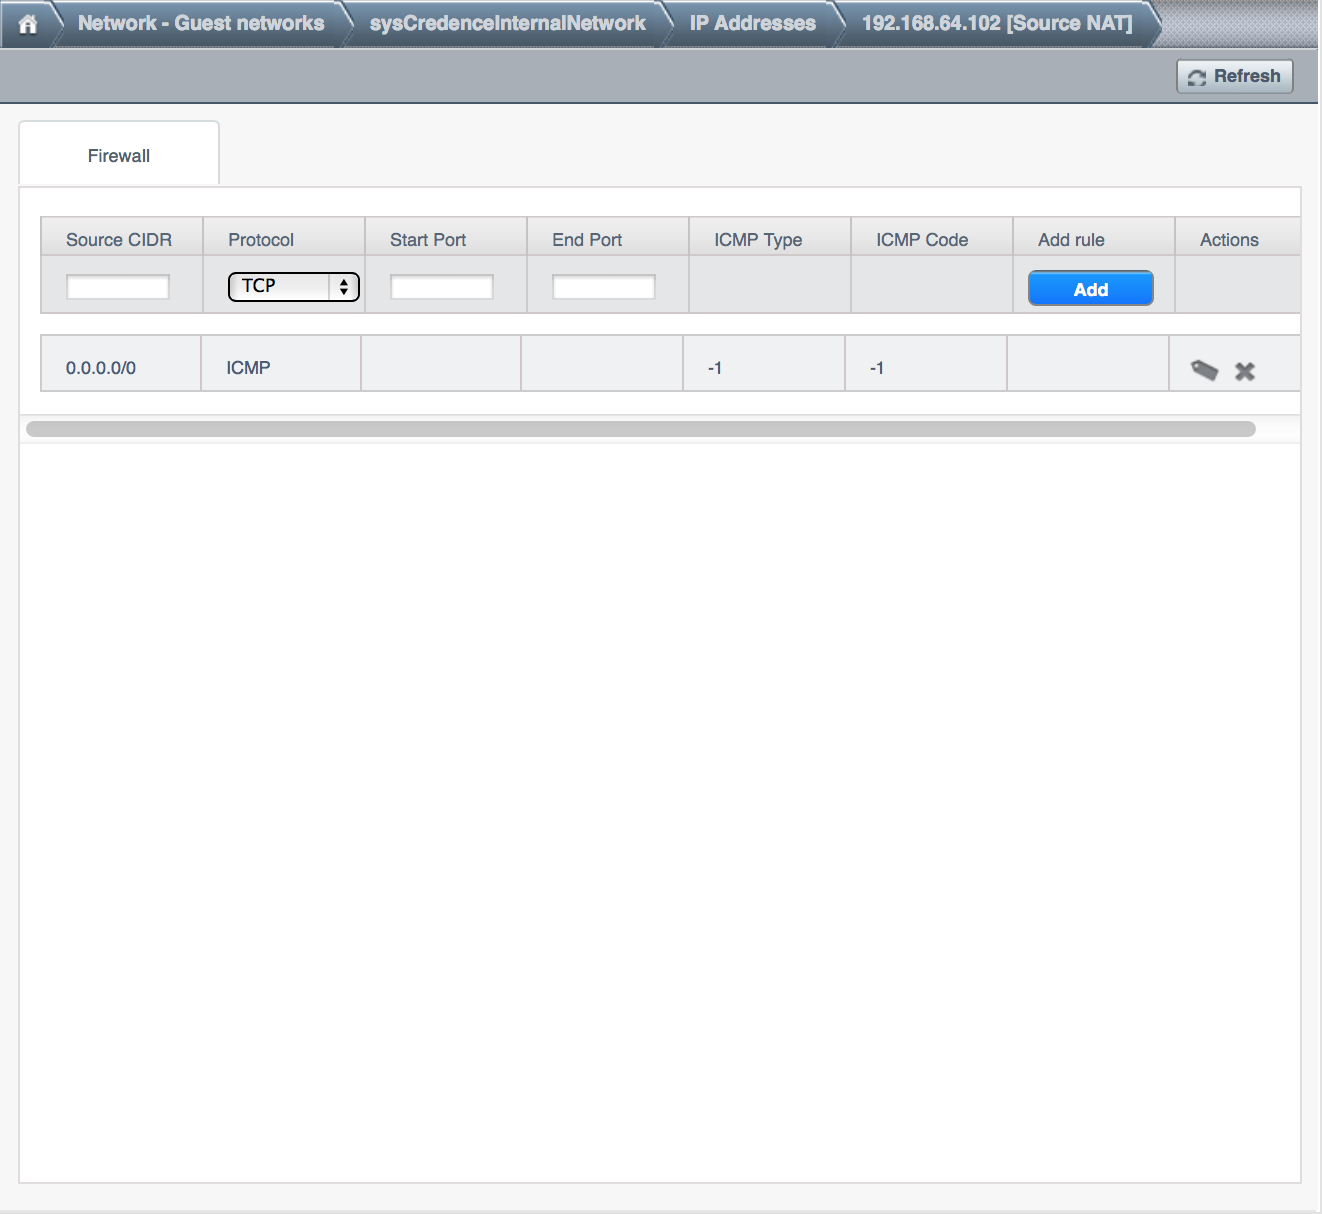 Network - Guest networks sysCredenceInternalNetwork IP Addresses 192.168.64.102 [Source NAT]
Refresh
Firewall
Source CIDR Protocol Start Port End Port ICMP Type ICMP Code Add rule Actions
TCP Add
0.0.0.0/0 ICMP -1 -1